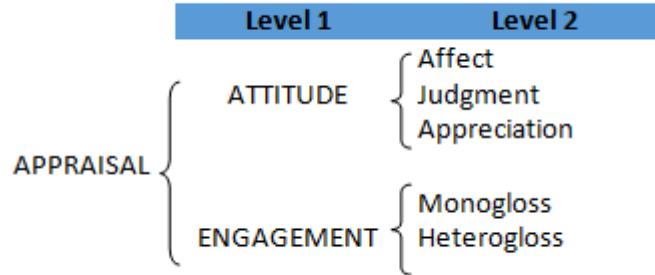 Level 1 Level 2
Affect
ATTITUDE Judgment
Appreciation
APPRAISAL
Monogloss
ENGAGEMENT Heterogloss